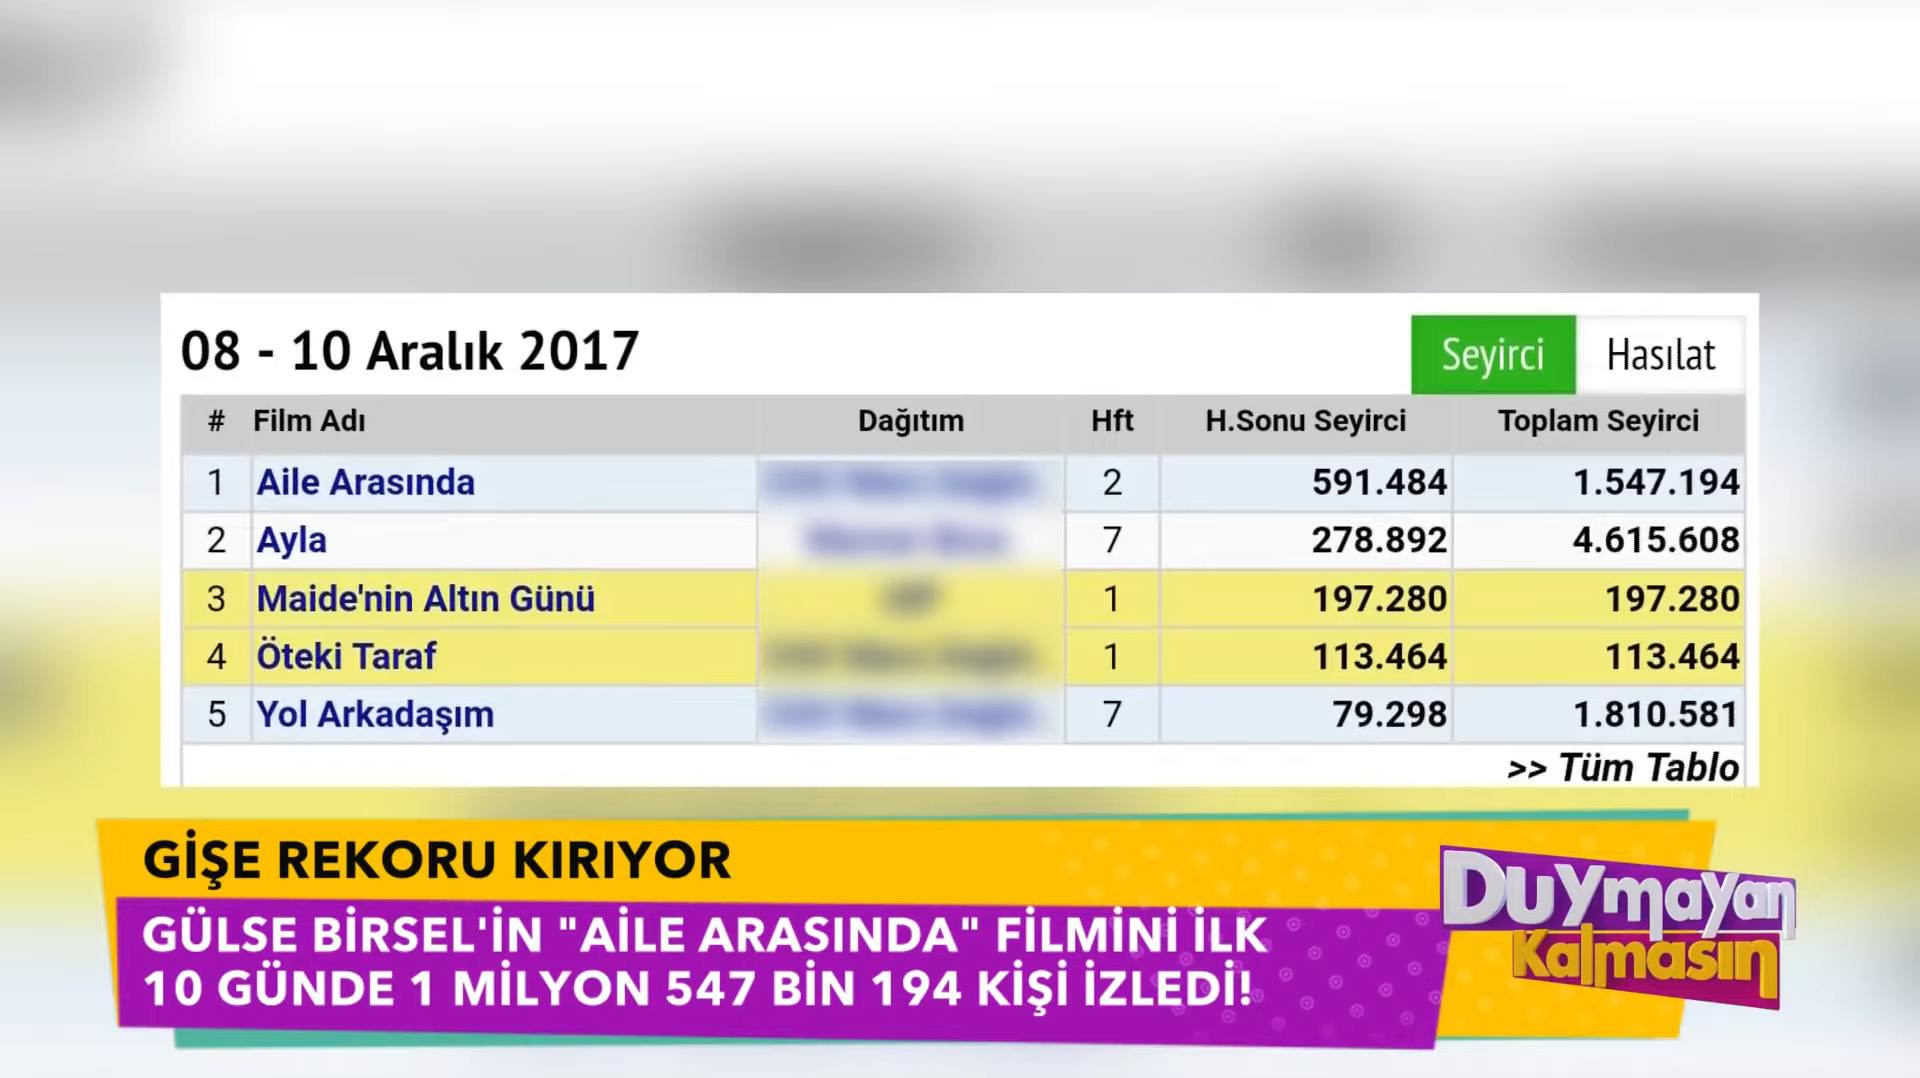 08 - 10 Aralık 2017
Seyirci Hasılat
# Film Adı Dağıtım Hft H.Sonu Seyirci Toplam Seyirci
1 Aile Arasında 2 591.484 1.547.194
2 Ayla 7 278.892 4.615.608
3 Maide'nin Altın Günü 1 197.280 197.280
4 Öteki Taraf 1 113.464 113.464
5 Yol Arkadaşım 7 79.298 1.810.581
>> Tüm Tablo
GİŞE REKORU KIRIYOR
GÜLSE BİRSEL'İN "AİLE ARASINDA" FİLMİNİ İLK
10 GÜNDE 1 MİLYON 547 BİN 194 KİŞİ İZLEDİ!
Duymayan
Kalmasın